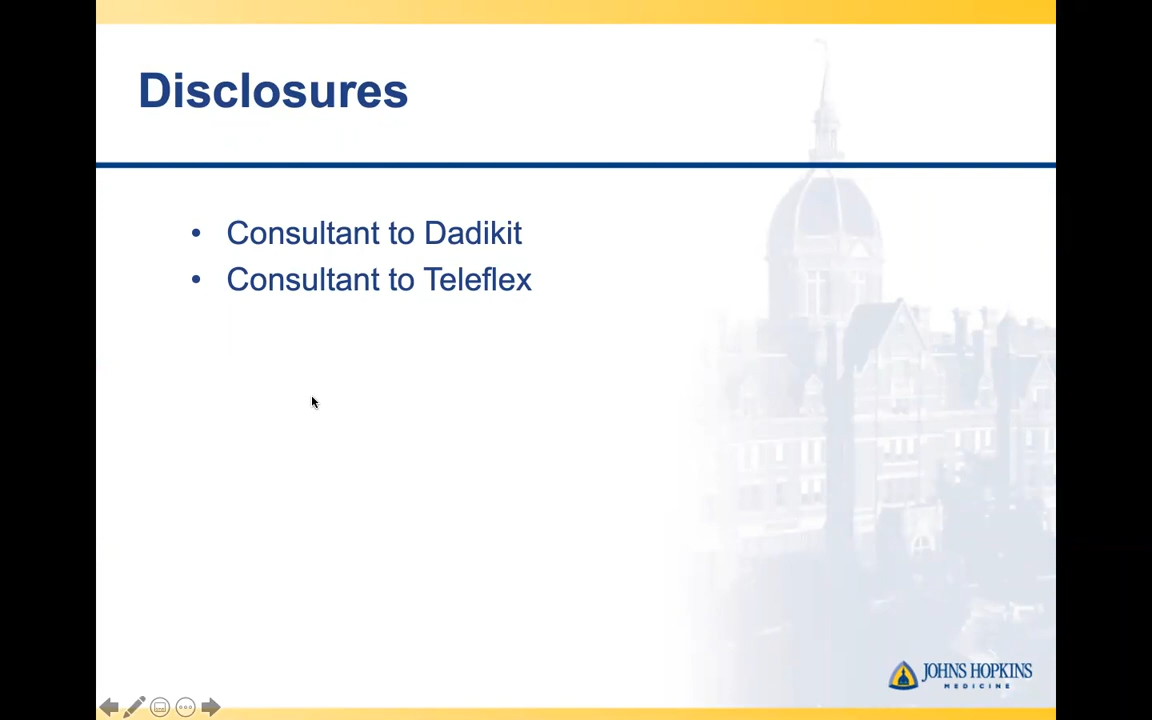 Disclosures
• Consultant to Dadikit
• Consultant to Teleflex
JOHNS HOPKINS
MEDICINE